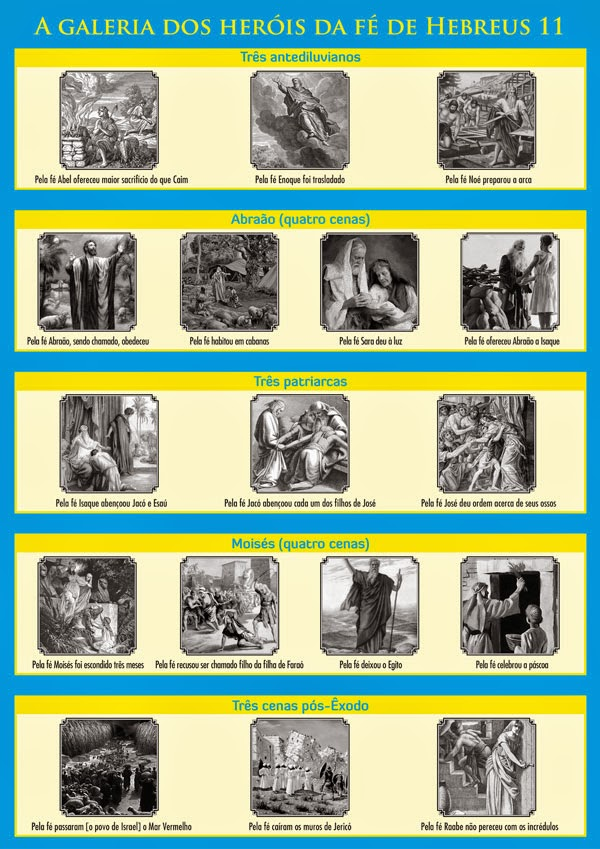 A GALERIA DOS HERÓIS DA FÉ DE HEBREUS 11
Três antediluvianos
Pela fé Abel ofereceu maior sacrifício do que Caim
Pela fé Enoque foi trasladado
Pela fé Noé preparou a arca
Abraão (quatro cenas)
Pela fé Abraão, sendo chamado, obedeceu
Pela fé habitou em cabanas
Pela fé Sara deu à luz
Pela fé ofereceu Abraão a Isaque
Três patriarcas
Pela fé Isaque abençoou Jacó e Esaú
Pela fé Jacó abençoou cada um dos filhos de José
Pela fé José deu ordem acerca de seus ossos
Moisés (quatro cenas)
Pela fé Moisés foi escondido três meses
Pela fé recusou ser chamado filho da filha de Faraó
Pela fé deixou o Egito
Pela fé celebrou a páscoa
Três cenas pós-Êxodo
Pela fé passaram [o povo de Israel] o Mar Vermelho
Pela fé caíram os muros de Jericó
Pela fé Raabe não pereceu com os incrédulos